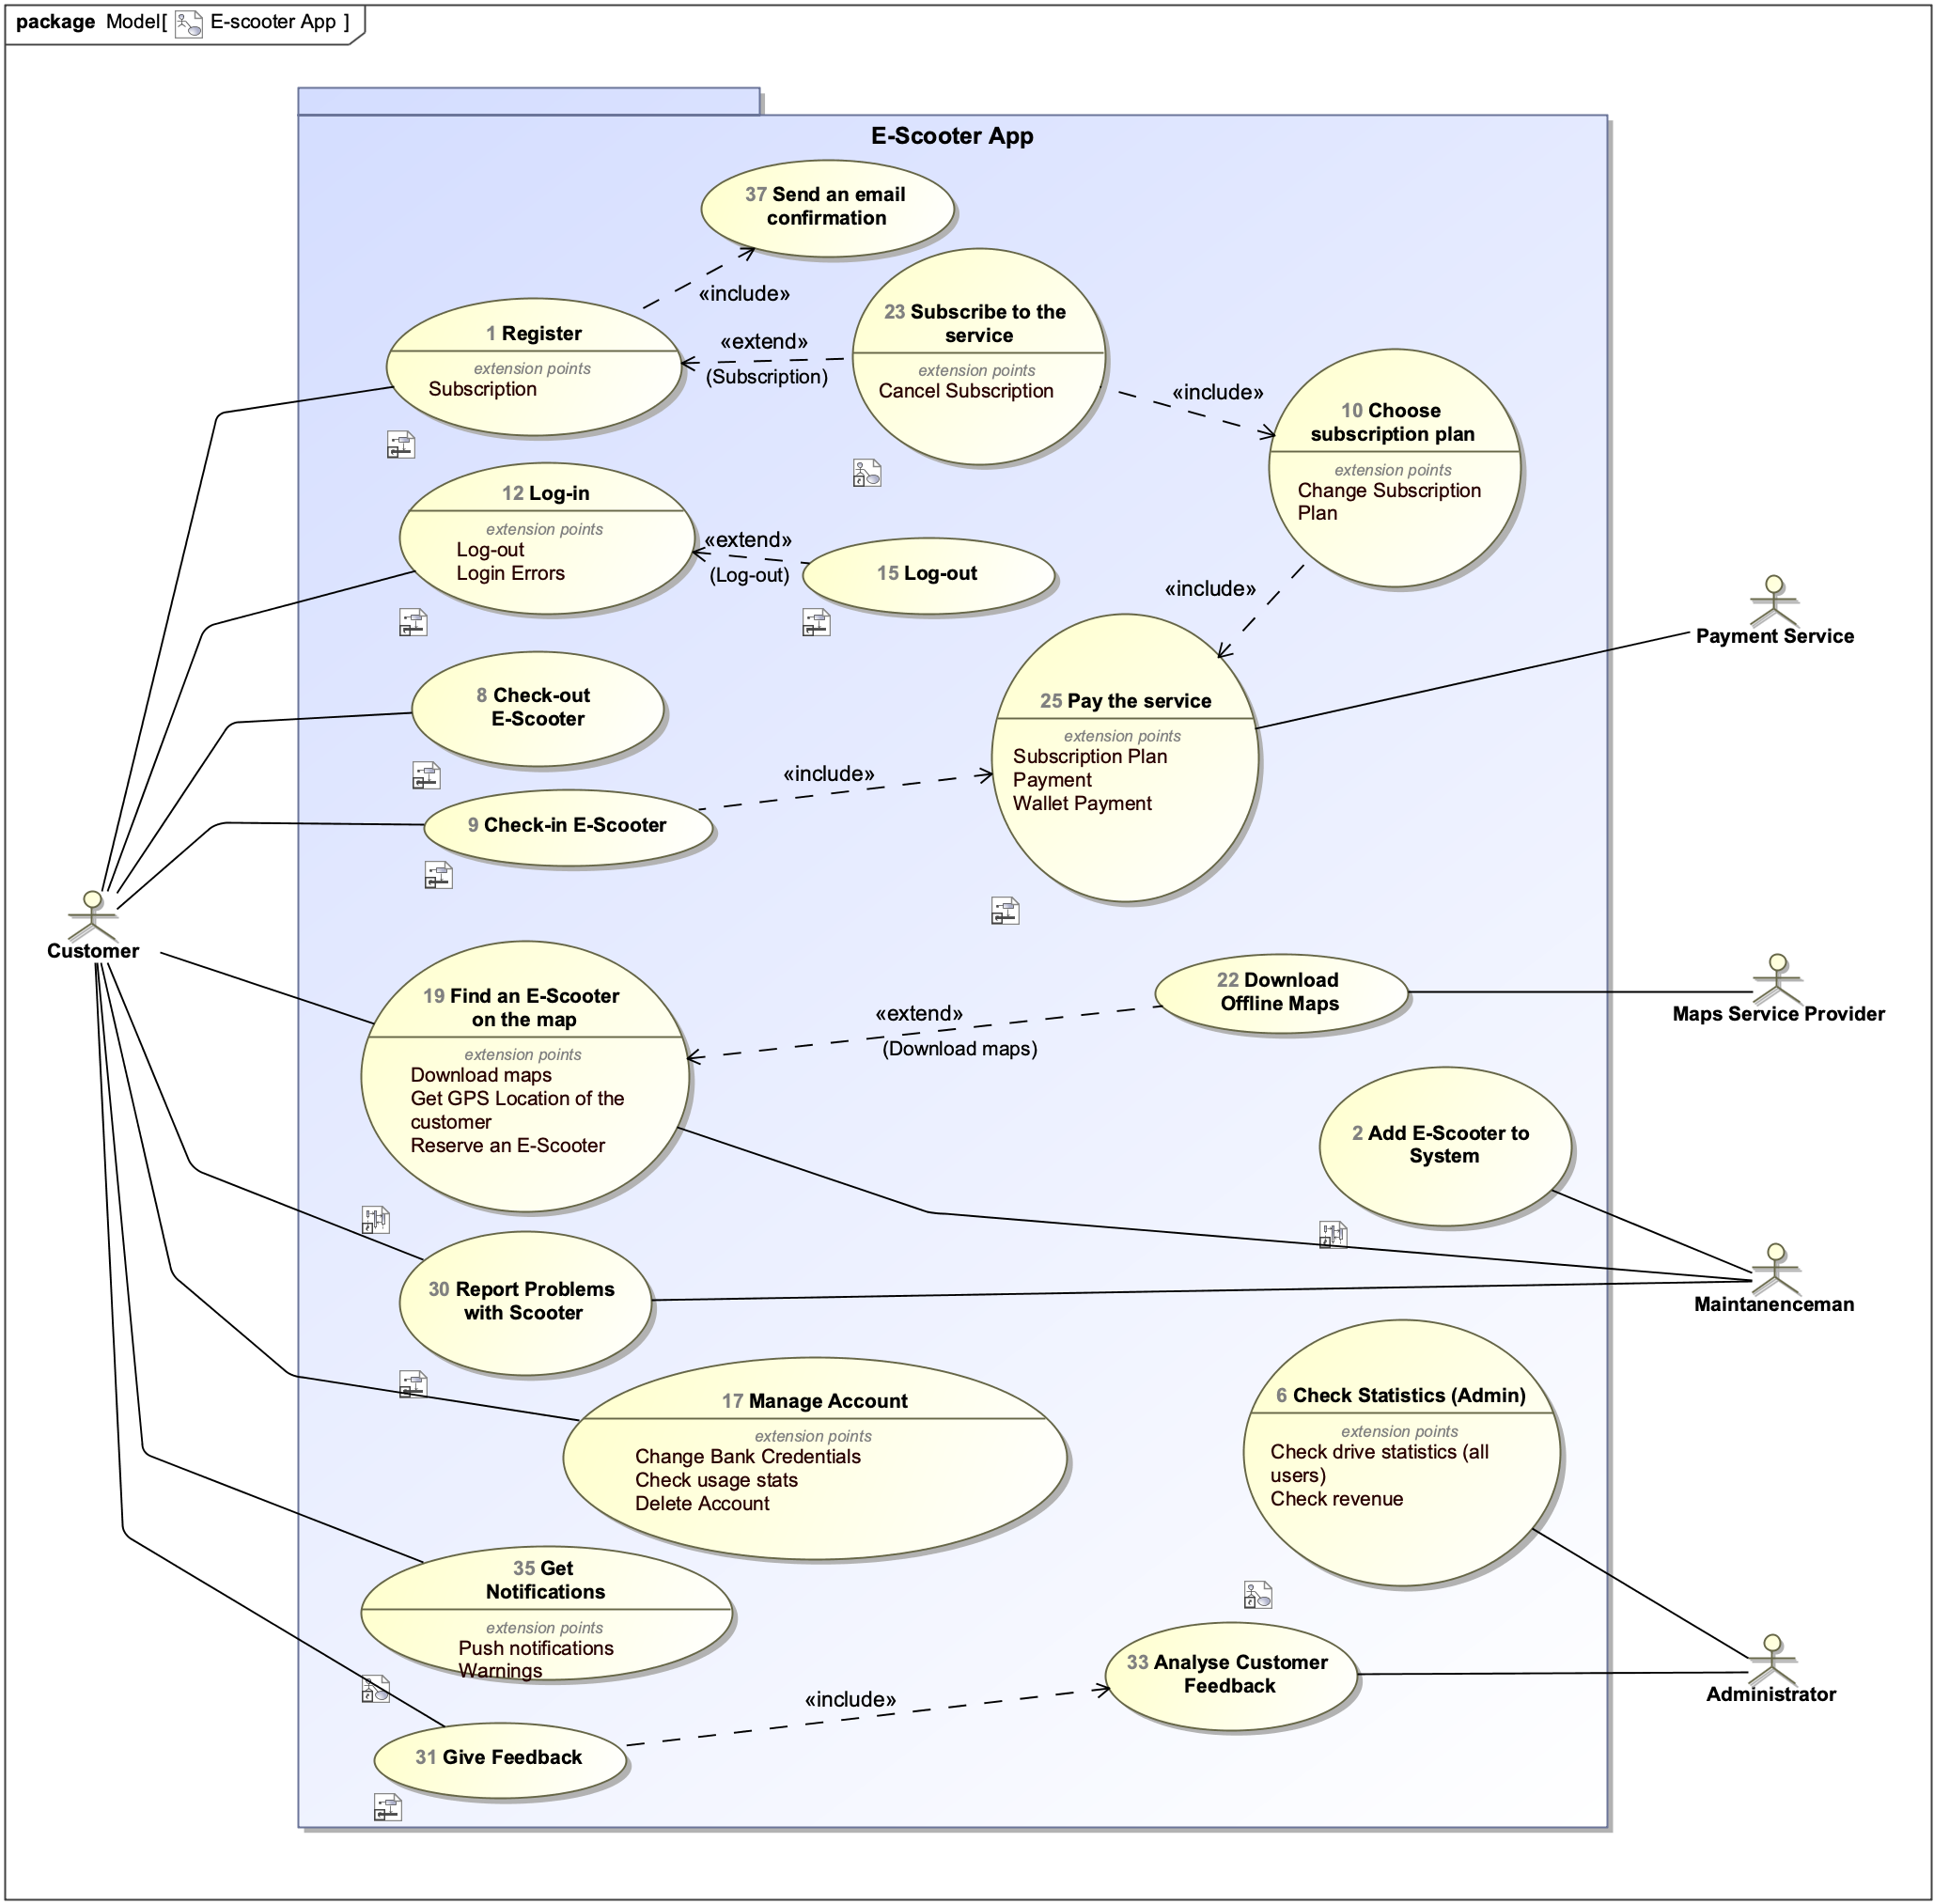 package Model[ E-scooter App ]
E-Scooter App
37 Send an email
confirmation
«include»
1 Register
extension points
Subscription
«extend»
(Subscription)
23 Subscribe to the
service
extension points
Cancel Subscription
«include»
10 Choose
subscription plan
extension points
Change Subscription
Plan
12 Log-in
extension points
Log-out
Login Errors
«extend»
(Log-out)
15 Log-out
«include»
Payment Service
8 Check-out
E-Scooter
25 Pay the service
extension points
Subscription Plan
Payment
Wallet Payment
«include»
9 Check-in E-Scooter
Customer
19 Find an E-Scooter
on the map
extension points
Download maps
Get GPS Location of the
customer
Reserve an E-Scooter
«extend»
(Download maps)
22 Download
Offline Maps
Maps Service Provider
2 Add E-Scooter to
System
30 Report Problems
with Scooter
Maintanenceman
17 Manage Account
extension points
Change Bank Credentials
Check usage stats
Delete Account
6 Check Statistics (Admin)
extension points
Check drive statistics (all
users)
Check revenue
35 Get
Notifications
extension points
Push notifications
Warnings
33 Analyse Customer
Feedback
Administrator
«include»
31 Give Feedback